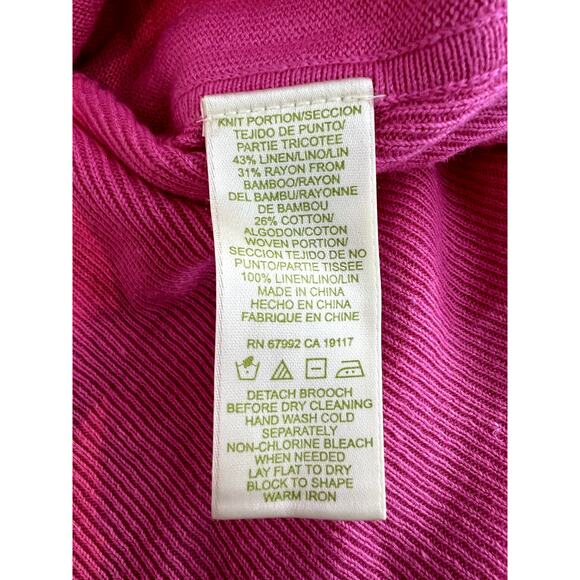 KNIT PORTION/SECCION
TEJIDO DE PUNTO/
PARTIE TRICOTEE
43% LINEN/LINO/LIN
31% RAYON FROM
BAMBOO/RAYON
DEL BAMBU/RAYONNE
DE BAMBOU
26% COTTON/
ALGODON/COTON
WOVEN PORTION/
SECCION TEJIDO DE NO
PUNTO/PARTIE TISSEE
100% LINEN/LINO/LIN
MADE IN CHINA
HECHO EN CHINA
FABRIQUE EN CHINE
RN 67992 CA 19117
DETACH BROOCH
BEFORE DRY CLEANING
HAND WASH COLD
SEPARATELY
NON-CHLORINE BLEACH
WHEN NEEDED
LAY FLAT TO DRY
BLOCK TO SHAPE
WARM IRON